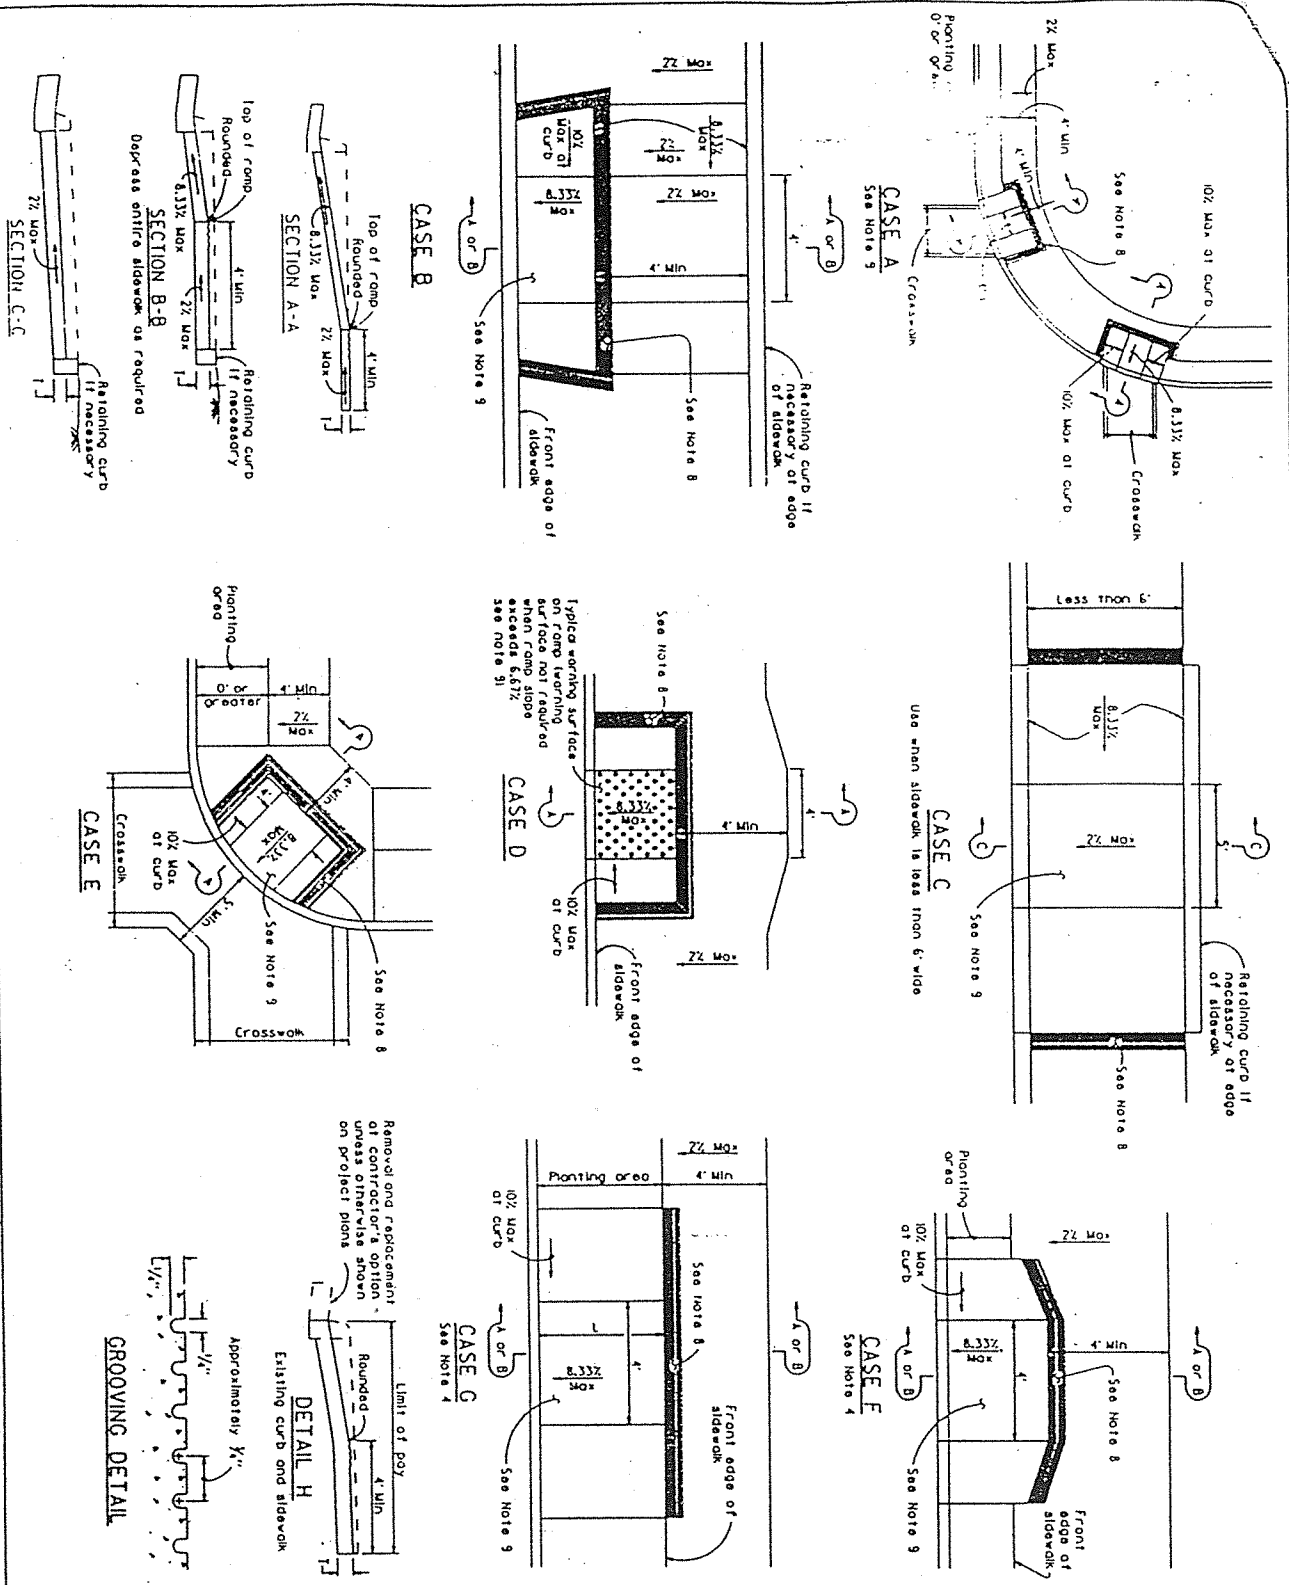 2% Max
4' Min
4' Min
See Note 8
10% Max at curb
8.33% Max
Crosswalk
10% Max at curb
A
A
A
Planting
0' or
CASE A
See Note 9
2% Max
8.33%
Max
2%
Max
2% Max
4'
4' Min
10%
Max at
curb
8.33%
Max
A or B
A or B
Retaining curb if
necessary at edge
of sidewalk
See Note 8
Front edge of
sidewalk
See Note 9
CASE B
Top of ramp
Rounded
8.33% Max
2% Max
4' Min
T
SECTION A-A
Top of ramp
Rounded
8.33% Max
2% Max
4' Min
T
Retaining curb
if necessary
SECTION B-B
Depress entire sidewalk as required
2% Max
T
Retaining curb
if necessary
SECTION C-C
Less than 6'
8.33%
Max
2% Max
5'
C
C
Retaining curb if
necessary at edge
of sidewalk
See Note 8
See Note 9
CASE C
Use when sidewalk is less than 6' wide
See Note 8
4'
A
A
4' Min
8.33%
Max
2% Max
10% Max
at curb
Front edge of
sidewalk
Typical warning surface
on ramp (warning
surface not required
when ramp slope
exceeds 6.67%
see note 9)
CASE D
Planting
area
0' or
greater
4' Min
2%
Max
4' Min
4'
8.33%
Max
A
A
10% Max
at curb
5' Min
See Note 9
See Note 8
Crosswalk
Crosswalk
CASE E
2% Max
Planting
area
10% Max
at curb
4' Min
4'
8.33%
Max
A or B
A or B
See Note 8
See Note 9
Front
edge of
sidewalk
CASE F
See Note 4
2% Max
4' Min
Planting area
10% Max
at curb
See Note 8
L
4'
8.33%
Max
A or B
A or B
Front edge of
sidewalk
See Note 9
CASE G
See Note 4
Removal and replacement
at contractor's option
unless otherwise shown
on project plans
Limit of pay
Rounded
4' Min
T
DETAIL H
Existing curb and sidewalk
1/4"
1/4"
Approximately 3/4"
GROOVING DETAIL